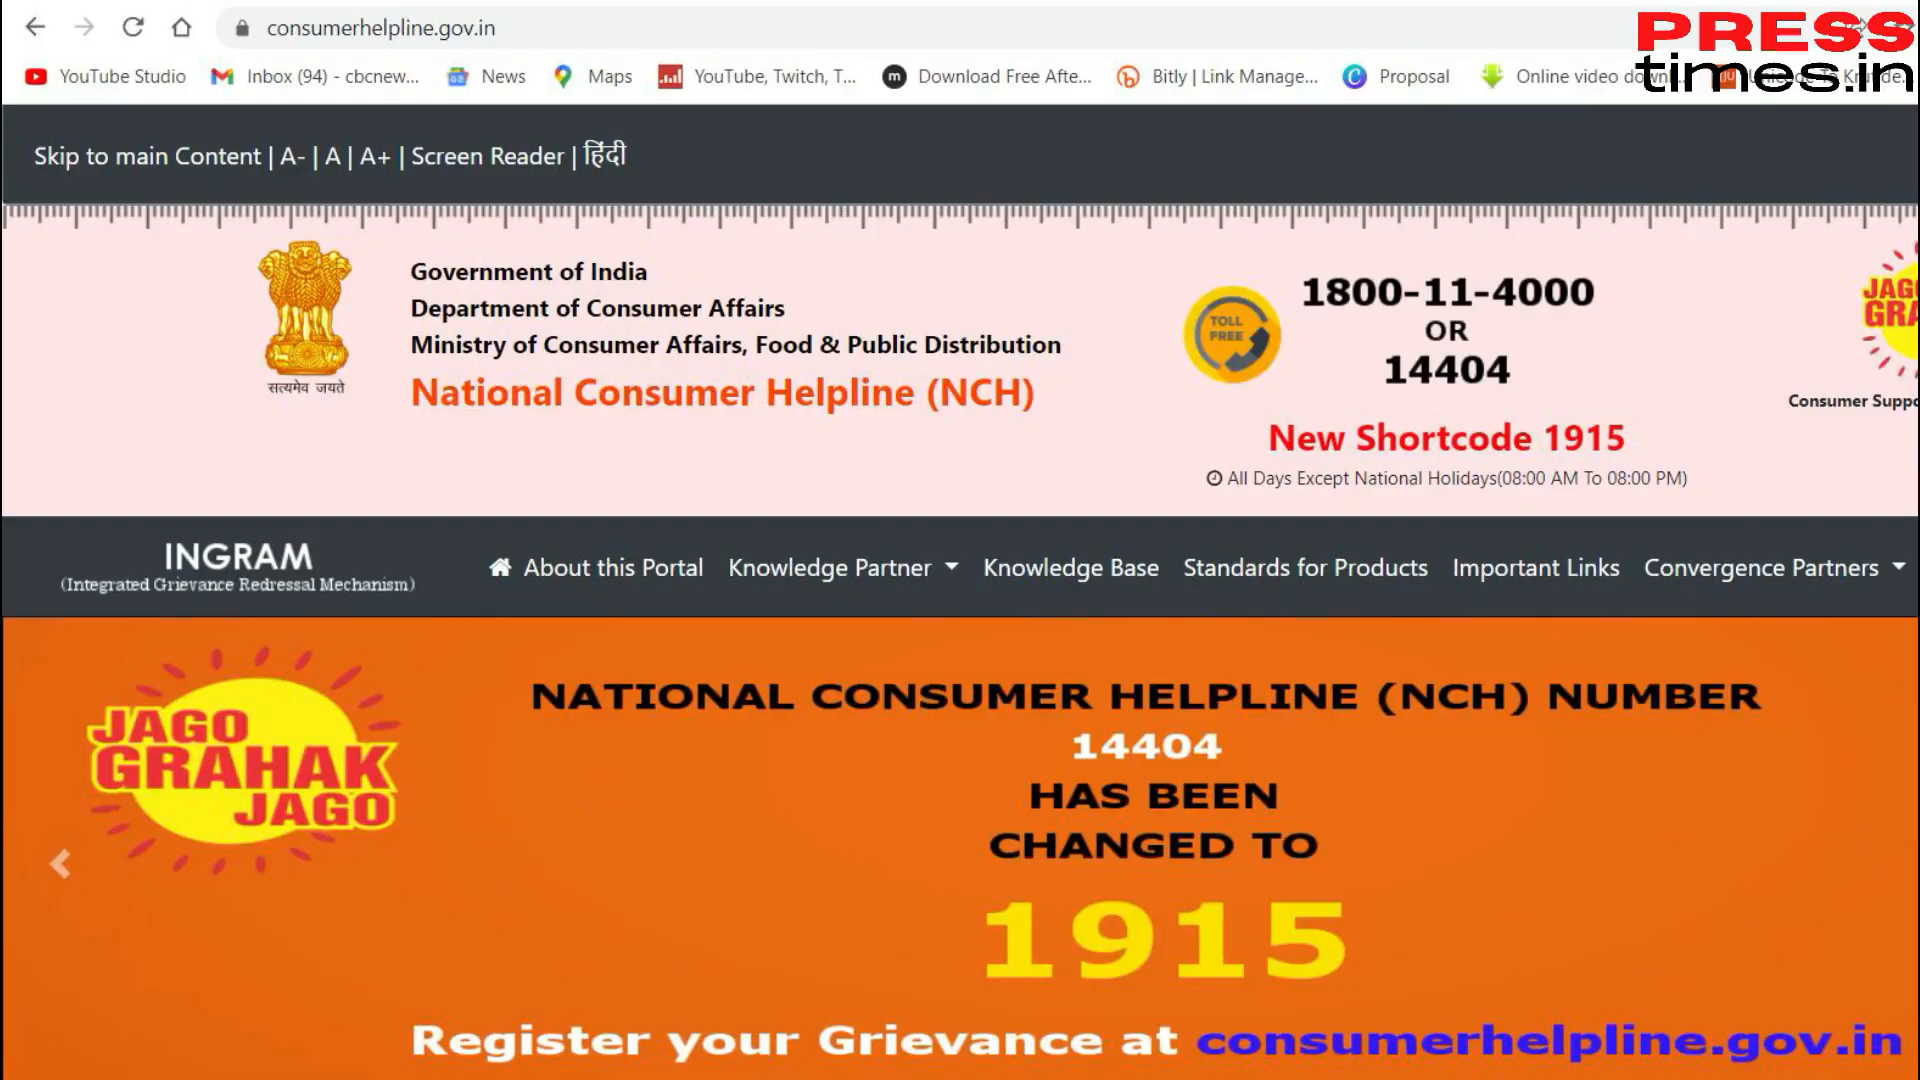 consumerhelpline.gov.in
PRESS
times.in
YouTube Studio
Inbox (94) - cbcnew...
News
Maps
YouTube, Twitch, T...
Download Free Afte...
Bitly | Link Manage...
Proposal
Online video downl...
Skip to main Content | A- | A | A+ | Screen Reader | हिंदी
Government of India
Department of Consumer Affairs
Ministry of Consumer Affairs, Food & Public Distribution
National Consumer Helpline (NCH)
सत्यमेव जयते
TOLL
FREE
1800-11-4000
OR
14404
New Shortcode 1915
All Days Except National Holidays(08:00 AM To 08:00 PM)
JAGO
GRA
Consumer Suppo
INGRAM
(Integrated Grievance Redressal Mechanism)
About this Portal
Knowledge Partner
Knowledge Base
Standards for Products
Important Links
Convergence Partners
JAGO
GRAHAK
JAGO
NATIONAL CONSUMER HELPLINE (NCH) NUMBER
14404
HAS BEEN
CHANGED TO
1915
Register your Grievance at consumerhelpline.gov.in